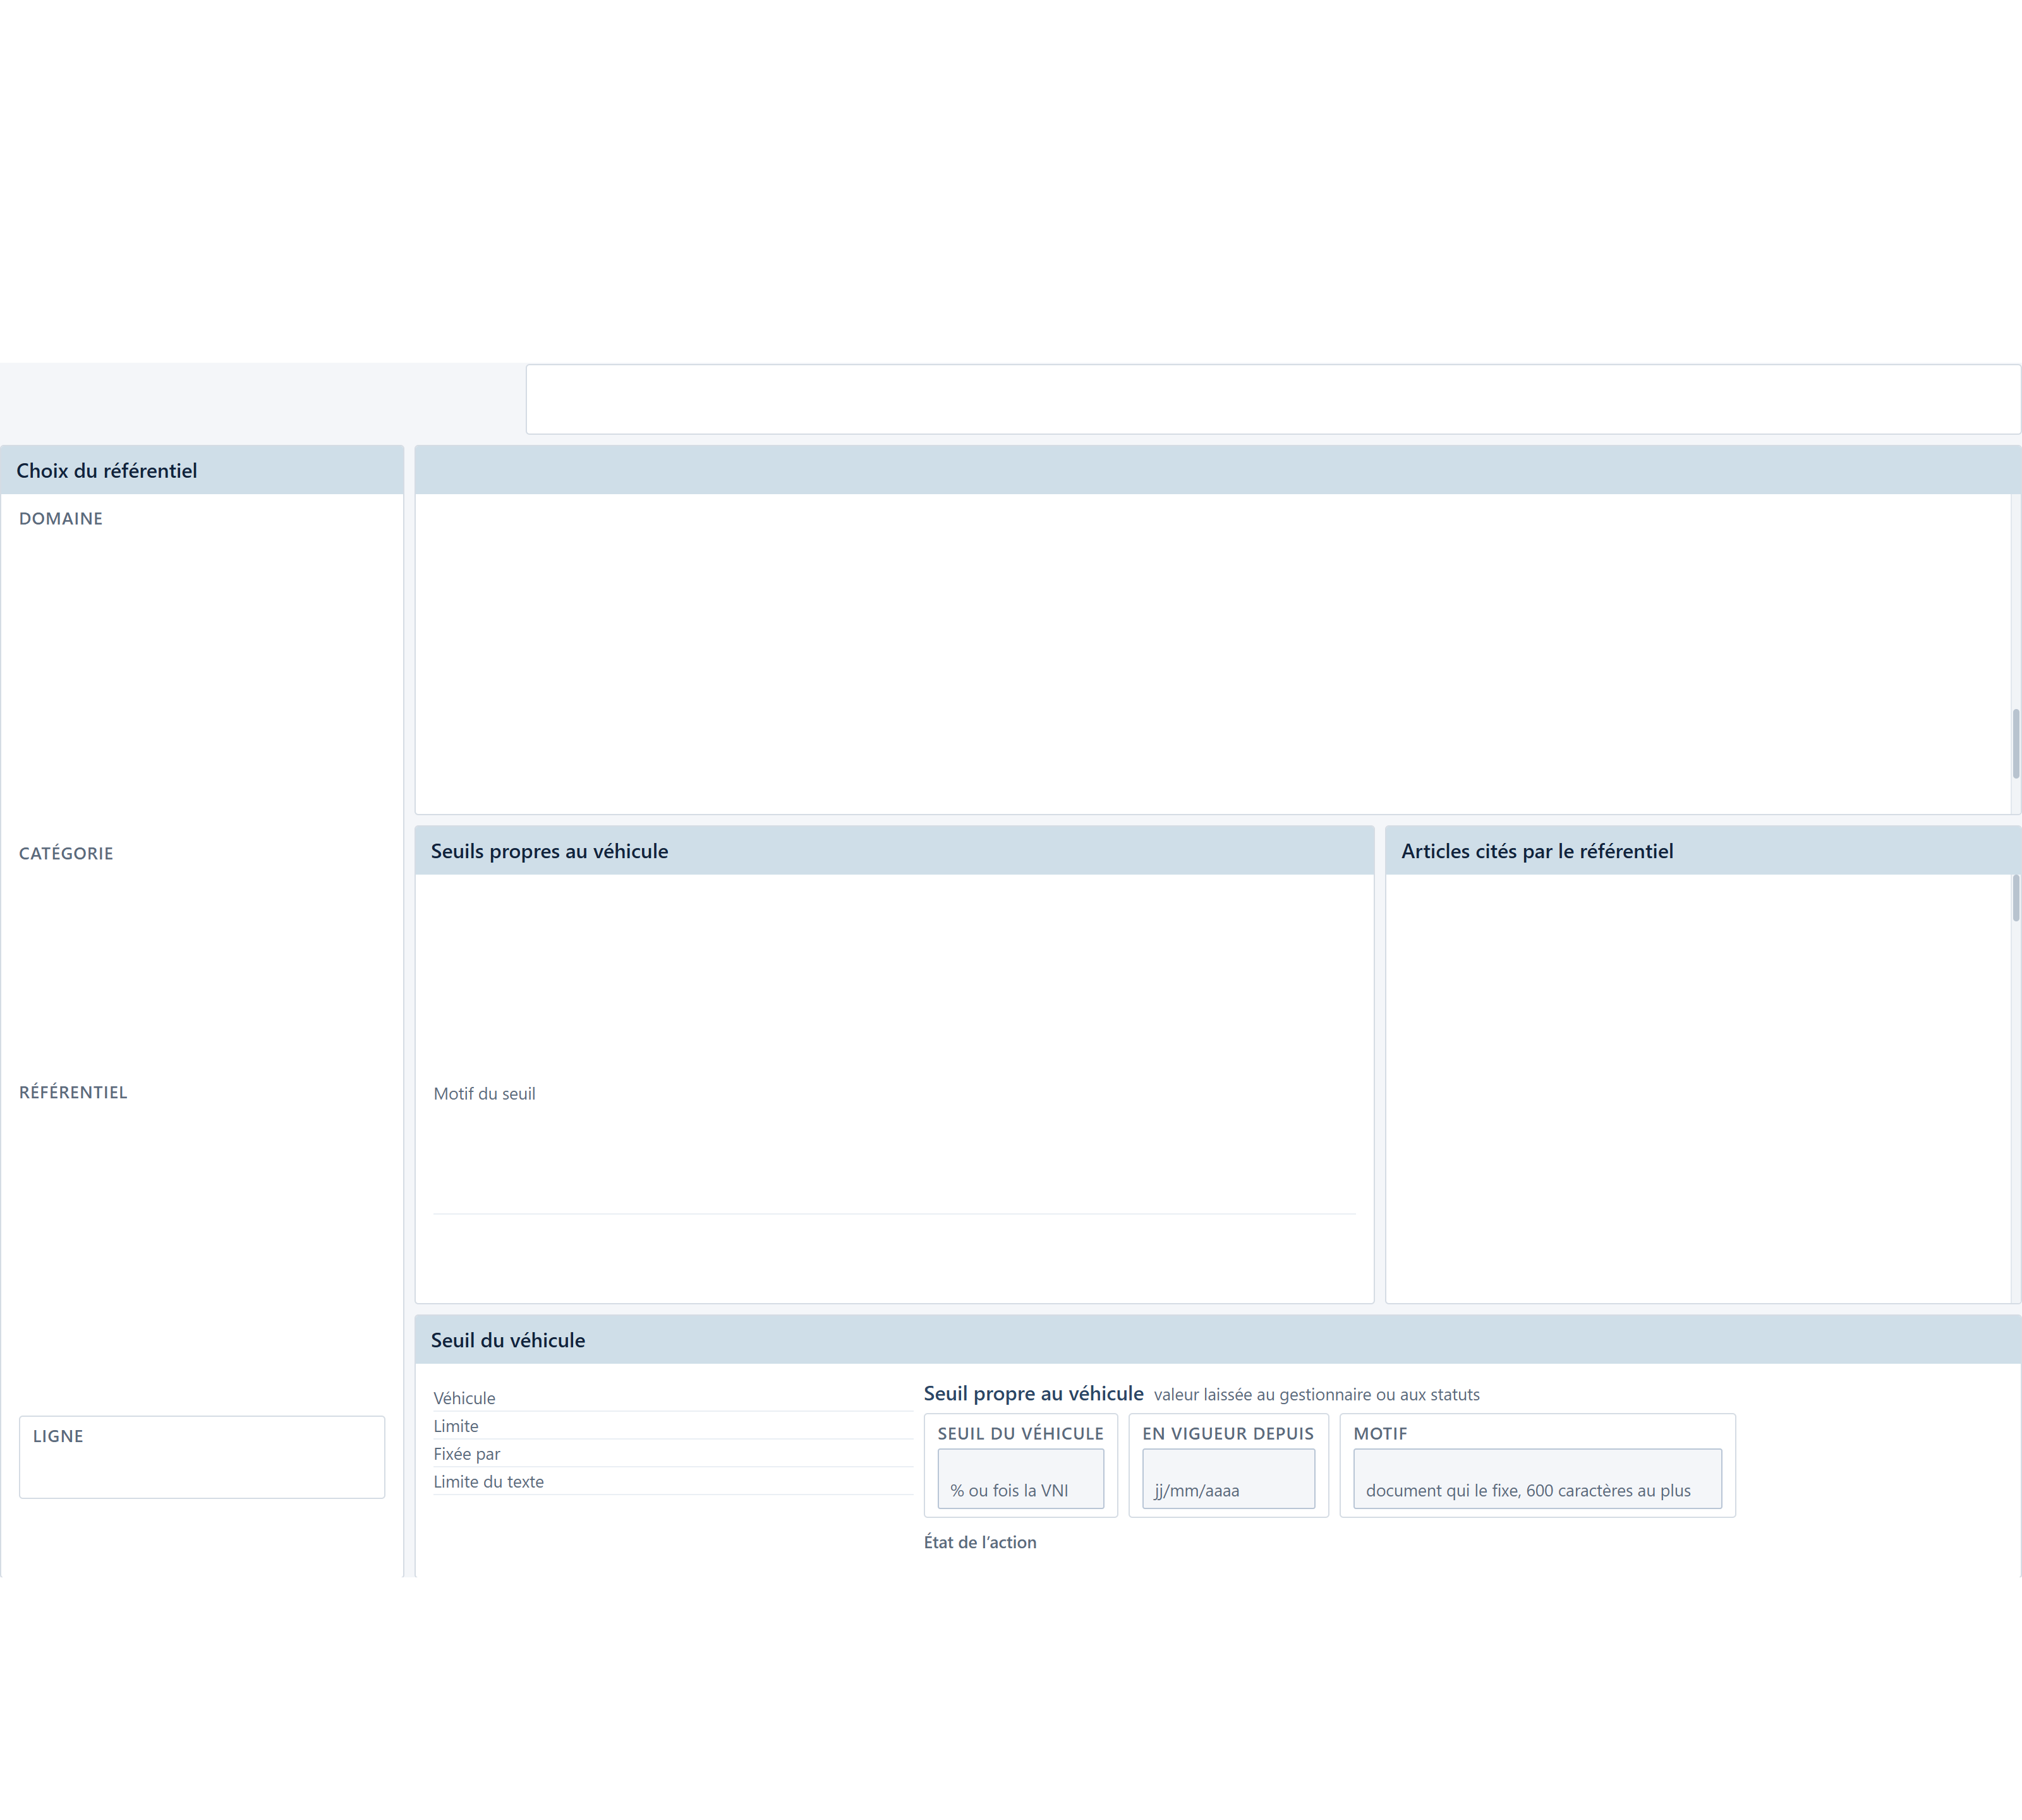 Choix du référentiel
DOMAINE
CATÉGORIE
RÉFÉRENTIEL
LIGNE
Seuils propres au véhicule
Motif du seuil
Articles cités par le référentiel
Seuil du véhicule
Véhicule
Limite
Fixée par
Limite du texte
Seuil propre au véhicule valeur laissée au gestionnaire ou aux statuts
SEUIL DU VÉHICULE
% ou fois la VNI
EN VIGUEUR DEPUIS
jj/mm/aaaa
MOTIF
document qui le fixe, 600 caractères au plus
État de l’action